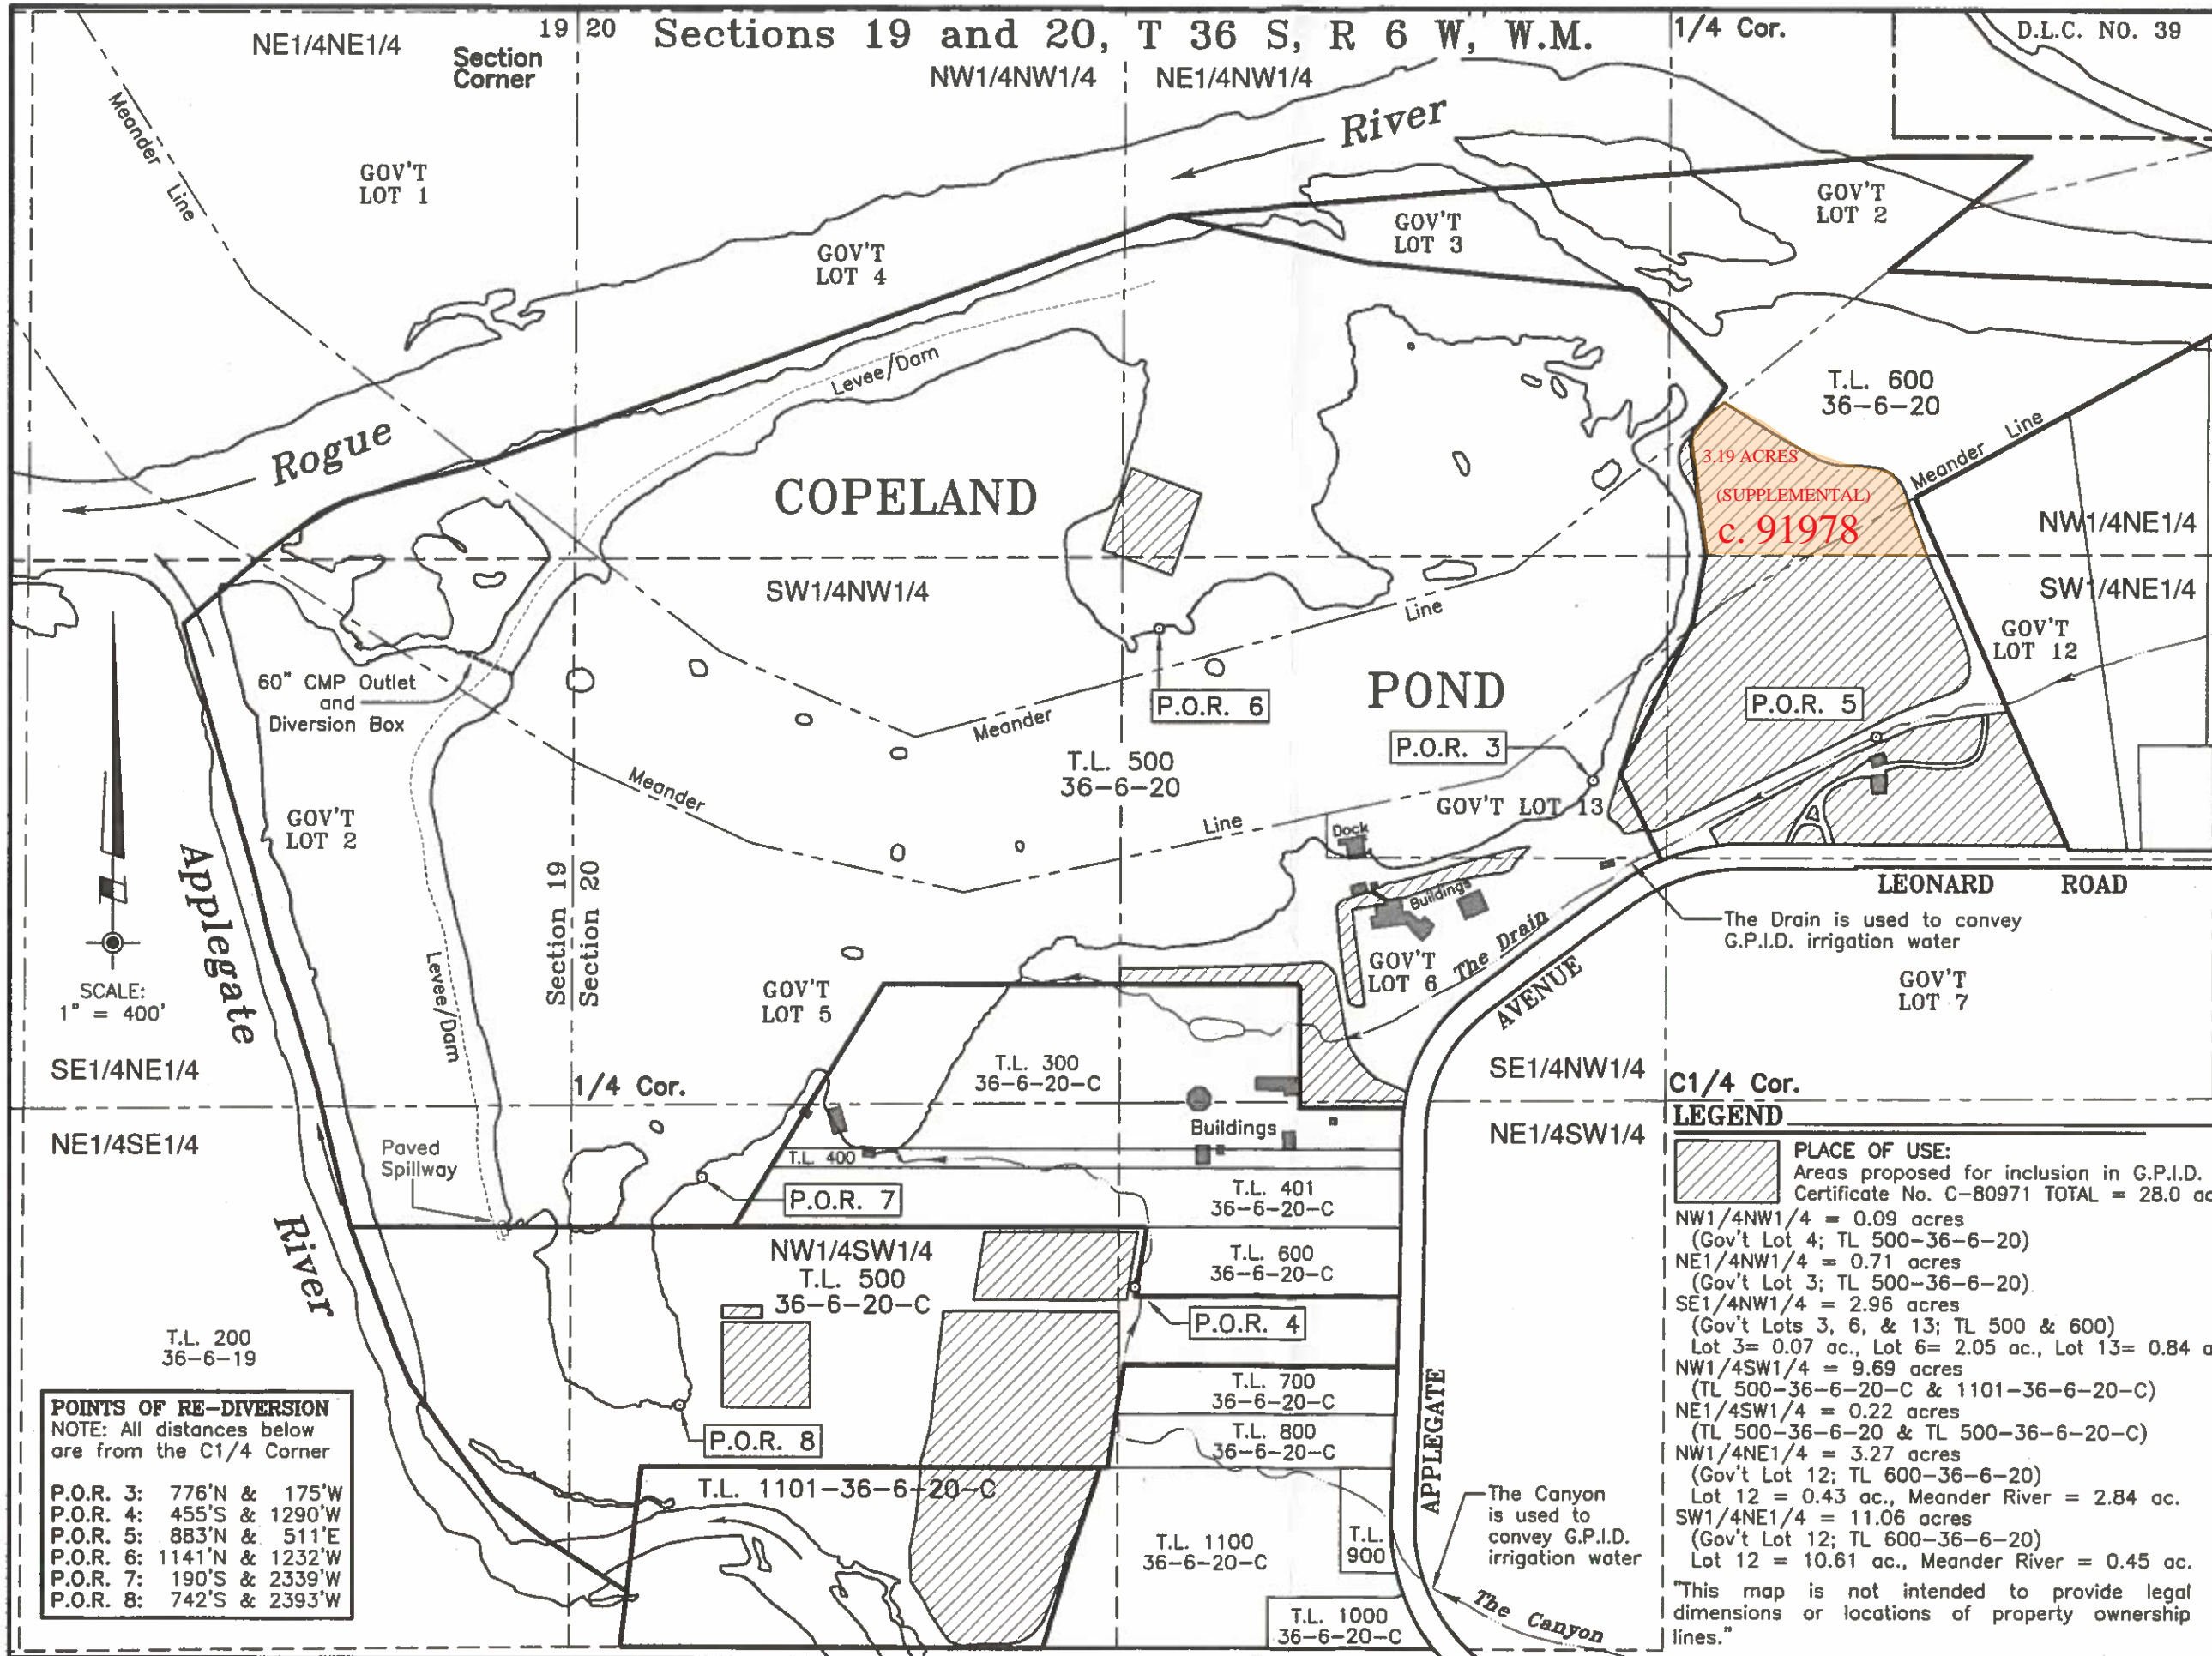 Sections 19 and 20, T 36 S, R 6 W, W.M.
19 20
Section
Corner
NE1/4NE1/4
NW1/4NW1/4
NE1/4NW1/4
1/4 Cor.
D.L.C. NO. 39
Meander Line
GOV'T
LOT 1
River
GOV'T
LOT 4
GOV'T
LOT 3
GOV'T
LOT 2
Levee/Dam
T.L. 600
36-6-20
Meander Line
Rogue
COPELAND
3.19 ACRES
(SUPPLEMENTAL)
c. 91978
NW1/4NE1/4
SW1/4NW1/4
SW1/4NE1/4
Line
GOV'T
LOT 12
60" CMP Outlet
and
Diversion Box
P.O.R. 6
POND
P.O.R. 5
Meander
P.O.R. 3
T.L. 500
36-6-20
Meander
GOV'T LOT 13
GOV'T
LOT 2
Line
Dock
Applegate
Section 19
Section 20
Buildings
LEONARD ROAD
The Drain is used to convey
G.P.I.D. irrigation water
The Drain
GOV'T
LOT 6
AVENUE
GOV'T
LOT 7
SCALE:
1" = 400'
Levee/Dam
GOV'T
LOT 5
SE1/4NE1/4
T.L. 300
36-6-20-C
SE1/4NW1/4
1/4 Cor.
C1/4 Cor.
NE1/4SE1/4
Buildings
NE1/4SW1/4
Paved
Spillway
T.L. 400
P.O.R. 7
T.L. 401
36-6-20-C
River
NW1/4SW1/4
T.L. 500
36-6-20-C
T.L. 600
36-6-20-C
P.O.R. 4
T.L. 200
36-6-19
T.L. 700
36-6-20-C
APPLEGATE
P.O.R. 8
T.L. 800
36-6-20-C
T.L. 1101-36-6-20-C
T.L. 1100
36-6-20-C
T.L.
900
The Canyon
is used to
convey G.P.I.D.
irrigation water
T.L. 1000
36-6-20-C
The Canyon
POINTS OF RE-DIVERSION
NOTE: All distances below
are from the C1/4 Corner
P.O.R. 3: 776'N & 175'W
P.O.R. 4: 455'S & 1290'W
P.O.R. 5: 883'N & 511'E
P.O.R. 6: 1141'N & 1232'W
P.O.R. 7: 190'S & 2339'W
P.O.R. 8: 742'S & 2393'W
LEGEND
PLACE OF USE:
Areas proposed for inclusion in G.P.I.D.
Certificate No. C-80971 TOTAL = 28.0 ac
NW1/4NW1/4 = 0.09 acres
(Gov't Lot 4; TL 500-36-6-20)
NE1/4NW1/4 = 0.71 acres
(Gov't Lot 3; TL 500-36-6-20)
SE1/4NW1/4 = 2.96 acres
(Gov't Lots 3, 6, & 13; TL 500 & 600)
Lot 3= 0.07 ac., Lot 6= 2.05 ac., Lot 13= 0.84 a
NW1/4SW1/4 = 9.69 acres
(TL 500-36-6-20-C & 1101-36-6-20-C)
NE1/4SW1/4 = 0.22 acres
(TL 500-36-6-20 & TL 500-36-6-20-C)
NW1/4NE1/4 = 3.27 acres
(Gov't Lot 12; TL 600-36-6-20)
Lot 12 = 0.43 ac., Meander River = 2.84 ac.
SW1/4NE1/4 = 11.06 acres
(Gov't Lot 12; TL 600-36-6-20)
Lot 12 = 10.61 ac., Meander River = 0.45 ac.
"This map is not intended to provide legal
dimensions or locations of property ownership
lines."